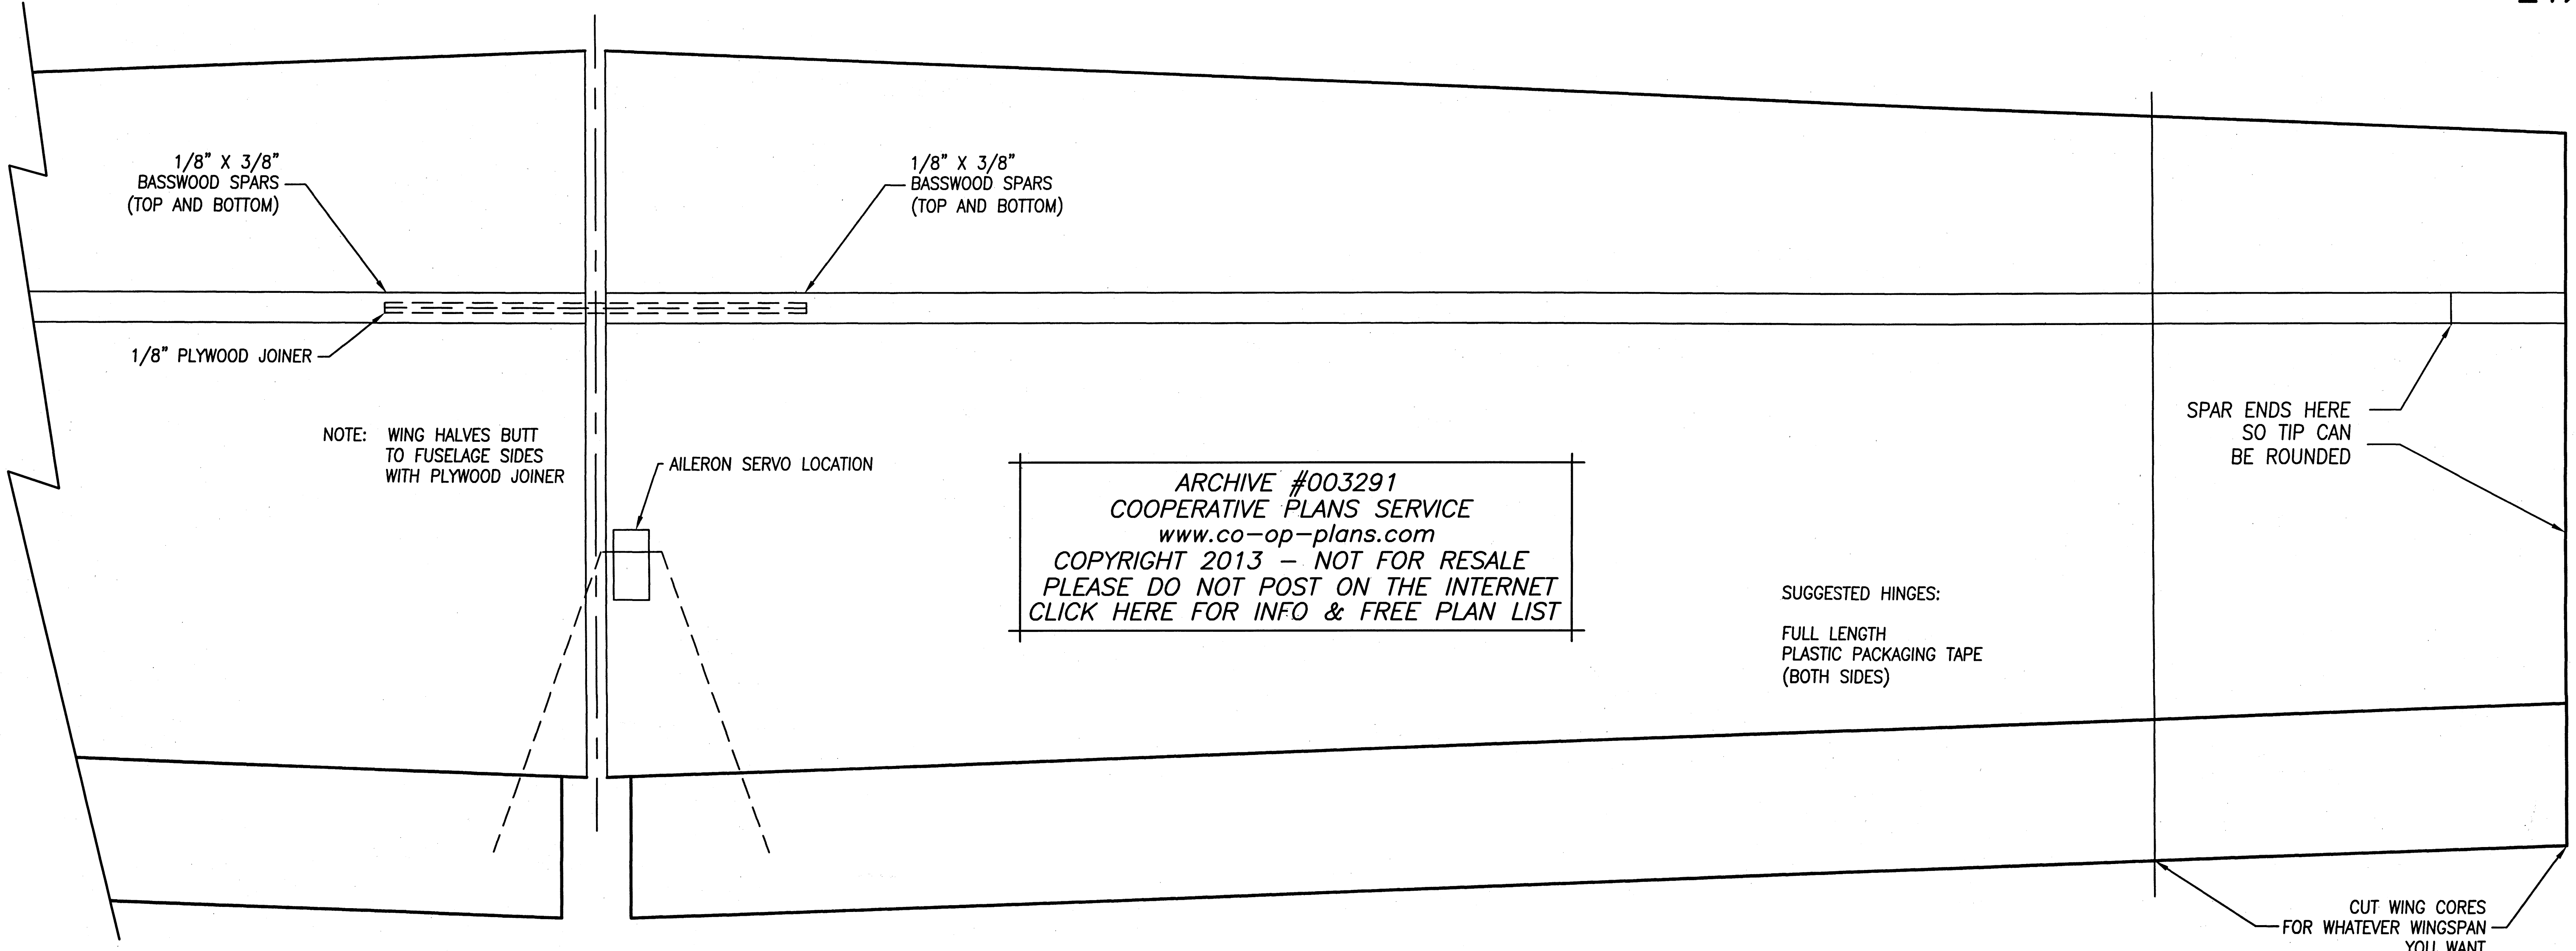 1/8" X 3/8"
BASSWOOD SPARS
(TOP AND BOTTOM)
1/8" X 3/8"
BASSWOOD SPARS
(TOP AND BOTTOM)
1/8" PLYWOOD JOINER
NOTE: WING HALVES BUTT
TO FUSELAGE SIDES
WITH PLYWOOD JOINER
AILERON SERVO LOCATION
ARCHIVE #003291
COOPERATIVE PLANS SERVICE
www.co-op-plans.com
COPYRIGHT 2013 – NOT FOR RESALE
PLEASE DO NOT POST ON THE INTERNET
CLICK HERE FOR INFO & FREE PLAN LIST
SPAR ENDS HERE
SO TIP CAN
BE ROUNDED
SUGGESTED HINGES:
FULL LENGTH
PLASTIC PACKAGING TAPE
(BOTH SIDES)
CUT WING CORES
FOR WHATEVER WINGSPAN
YOU WANT